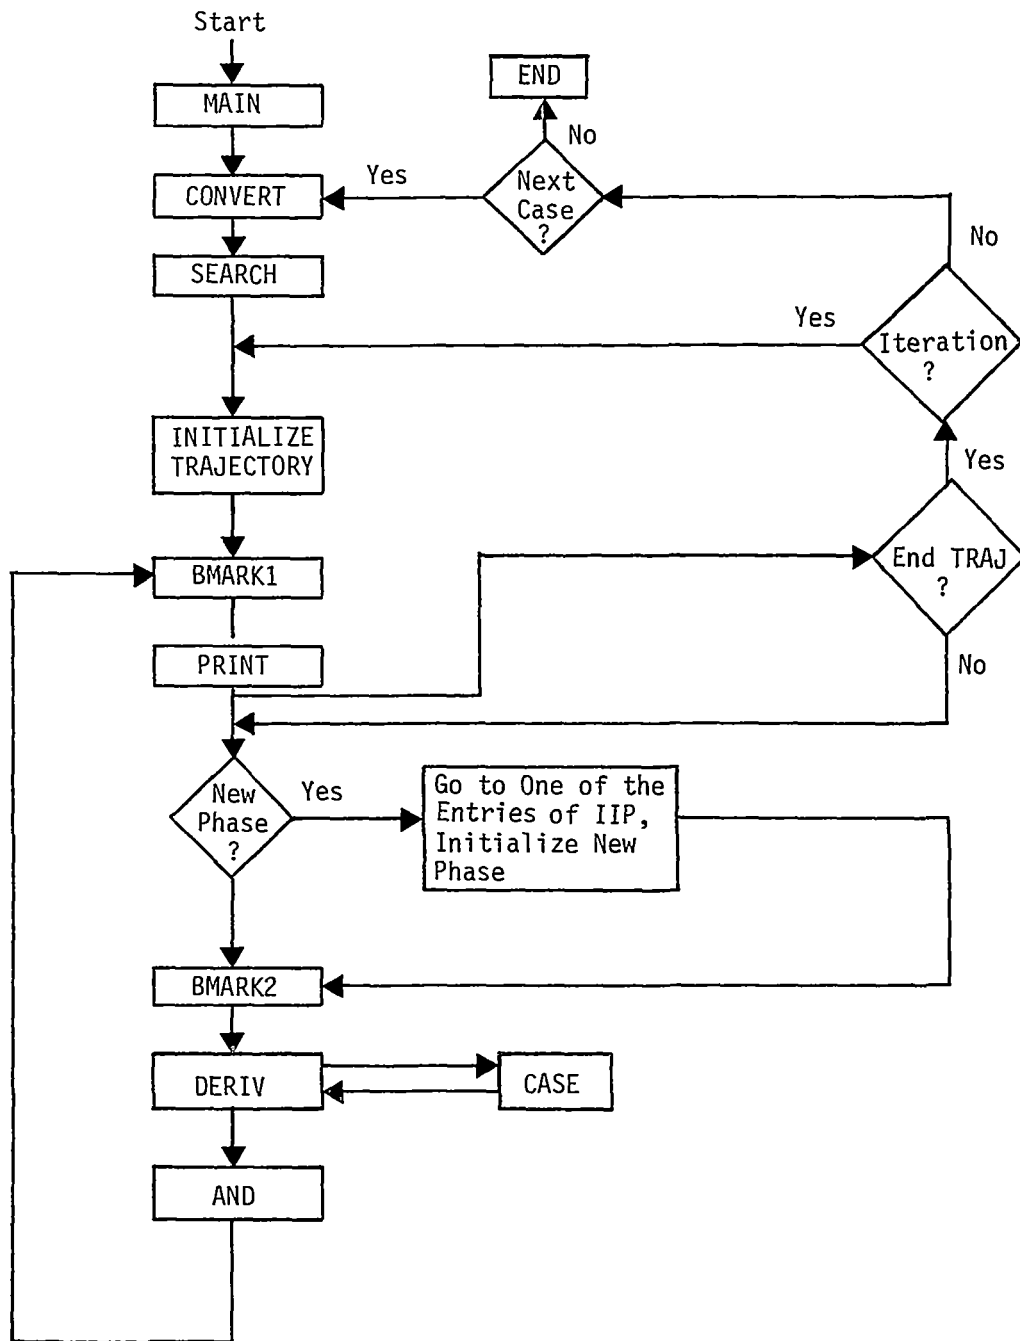 Start
MAIN
END
No
CONVERT
Yes
Next
Case
?
SEARCH
No
Yes
Iteration
?
INITIALIZE
TRAJECTORY
Yes
BMARK1
End TRAJ
?
PRINT
No
New
Phase
?
Yes
Go to One of the
Entries of IIP,
Initialize New
Phase
BMARK2
DERIV
CASE
AND